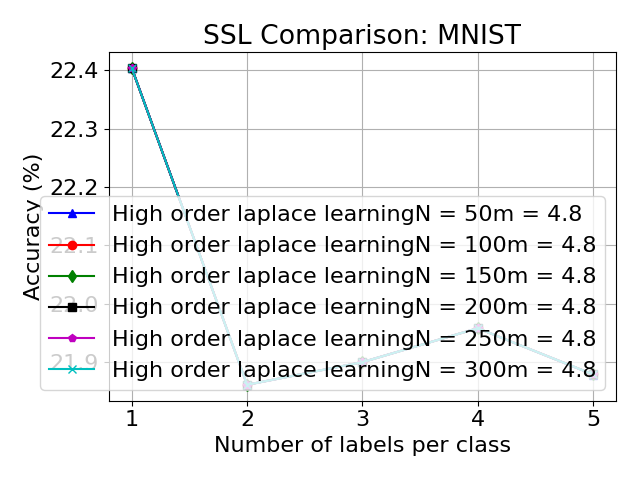 SSL Comparison: MNIST
Accuracy (%)
22.4
22.3
22.2
22.1
22.0
21.9
High order laplace learningN = 50m = 4.8
High order laplace learningN = 100m = 4.8
High order laplace learningN = 150m = 4.8
High order laplace learningN = 200m = 4.8
High order laplace learningN = 250m = 4.8
High order laplace learningN = 300m = 4.8
1 2 3 4 5
Number of labels per class